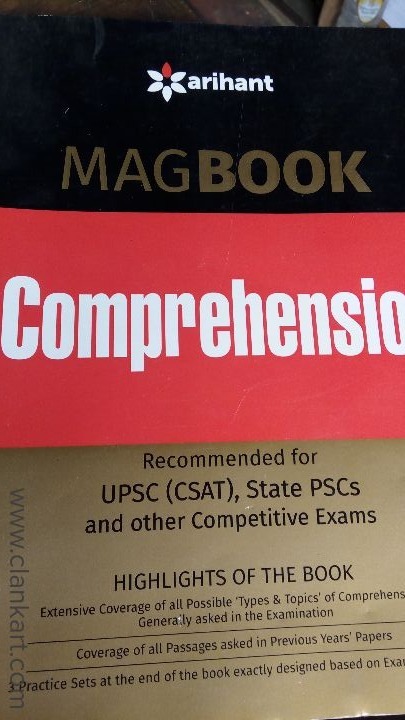 arihant
MAGBOOK
Comprehensio
Recommended for
UPSC (CSAT), State PSCs
and other Competitive Exams
HIGHLIGHTS OF THE BOOK
Extensive Coverage of all Possible 'Types & Topics' of Comprehens
Generally asked in the Examination
Coverage of all Passages asked in Previous Years' Papers
3 Practice Sets at the end of the book exactly designed based on Exa
www.clankart.com